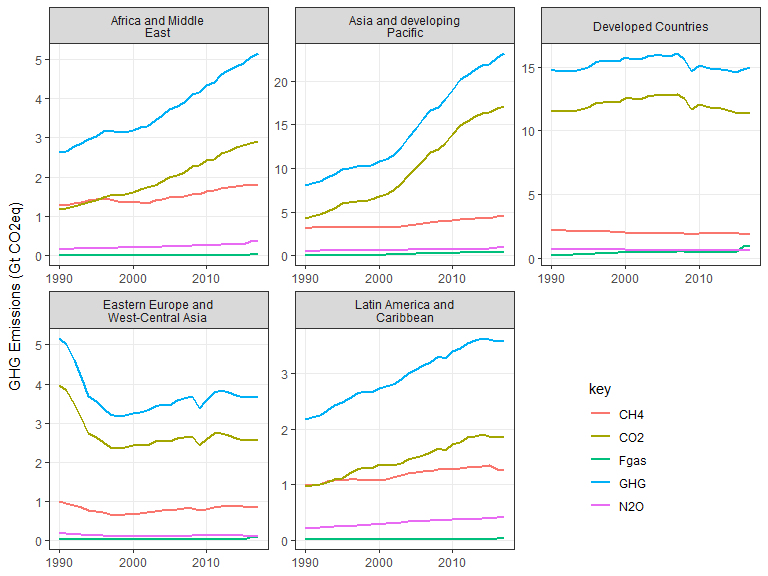 Africa and Middle
East
Asia and developing
Pacific
Developed Countries
5
4
3
2
1
0
1990
2000
2010
20
15
10
5
0
1990
2000
2010
15
10
5
0
1990
2000
2010
GHG Emissions (Gt CO2eq)
Eastern Europe and
West-Central Asia
Latin America and
Caribbean
5
4
3
2
1
0
1990
2000
2010
3
2
1
0
1990
2000
2010
key
CH4
CO2
Fgas
GHG
N2O